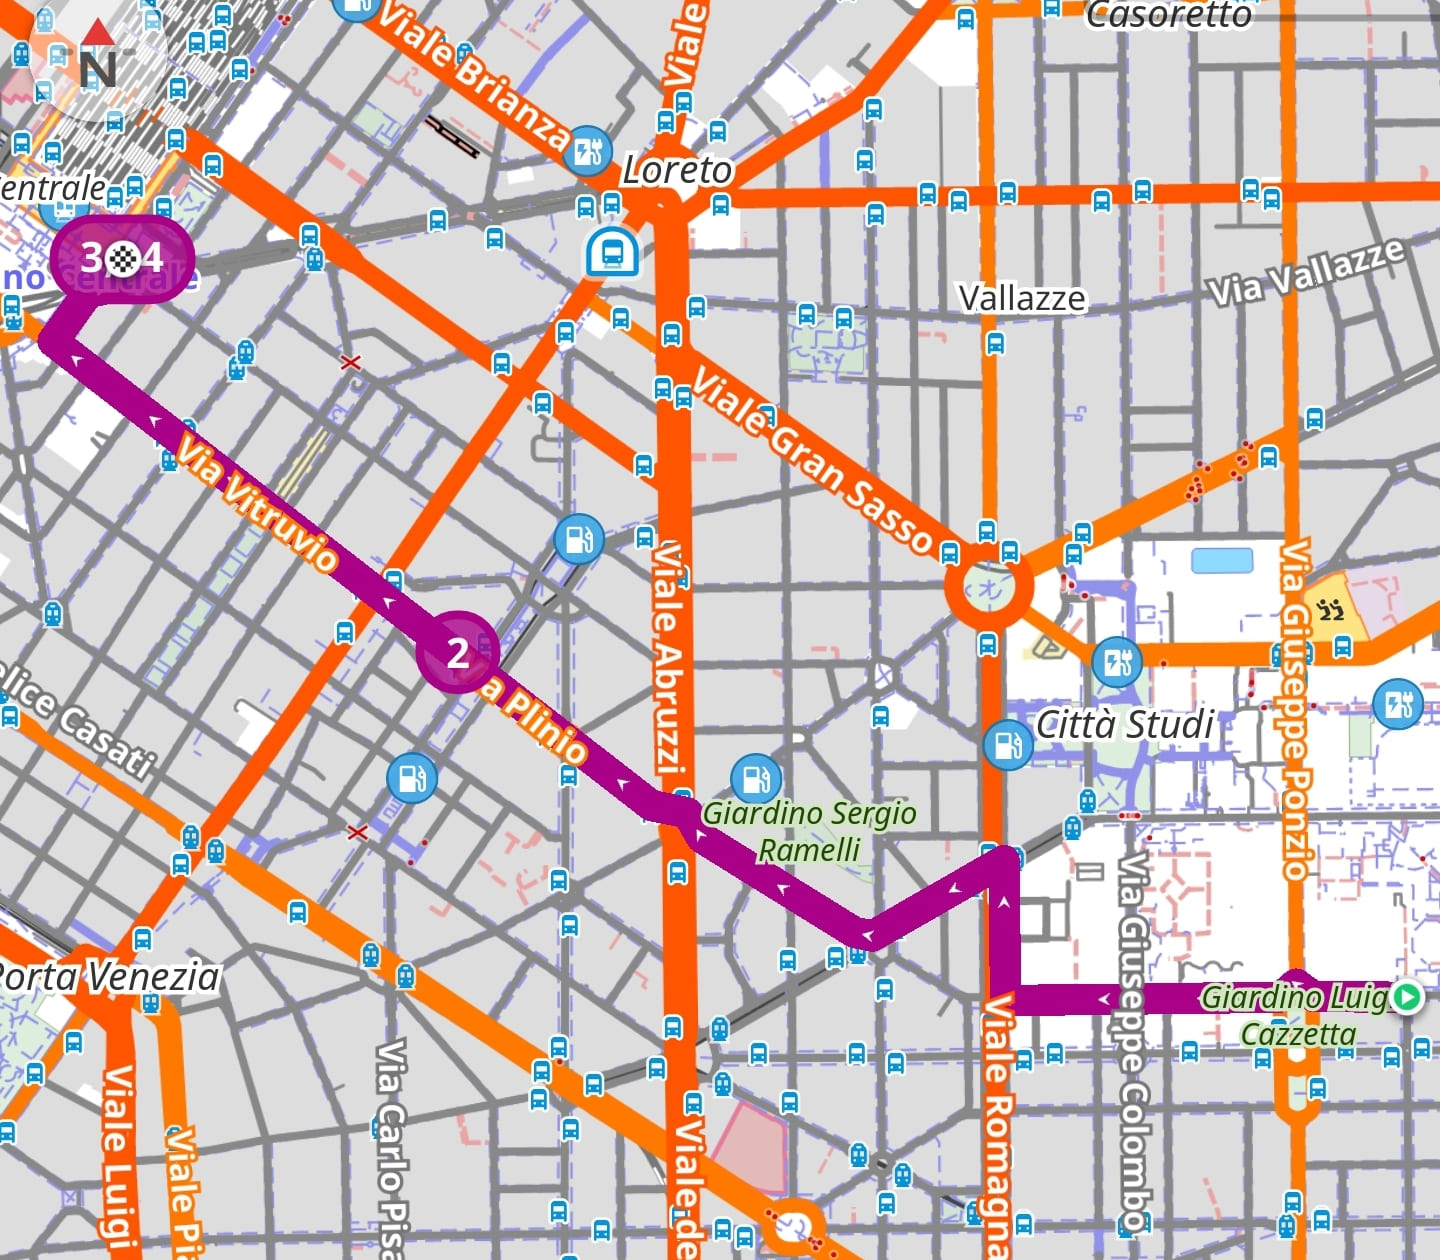 Casoretto
Viale Brianza
Viale
N
Loreto
entrale
3
4
no Centrale
Vallazze
Via Vallazze
Viale Gran Sasso
Via Vitruvio
Viale Abruzzi
Via Giuseppe Ponzio
2
a Plinio
elice Casati
Città Studi
Giardino Sergio
Ramelli
Via Giuseppe Colombo
Porta Venezia
Giardino Luig
Cazzetta
Viale Romagna
Via Carlo Pisa
Viale Luigi
Viale Pi
Viale de